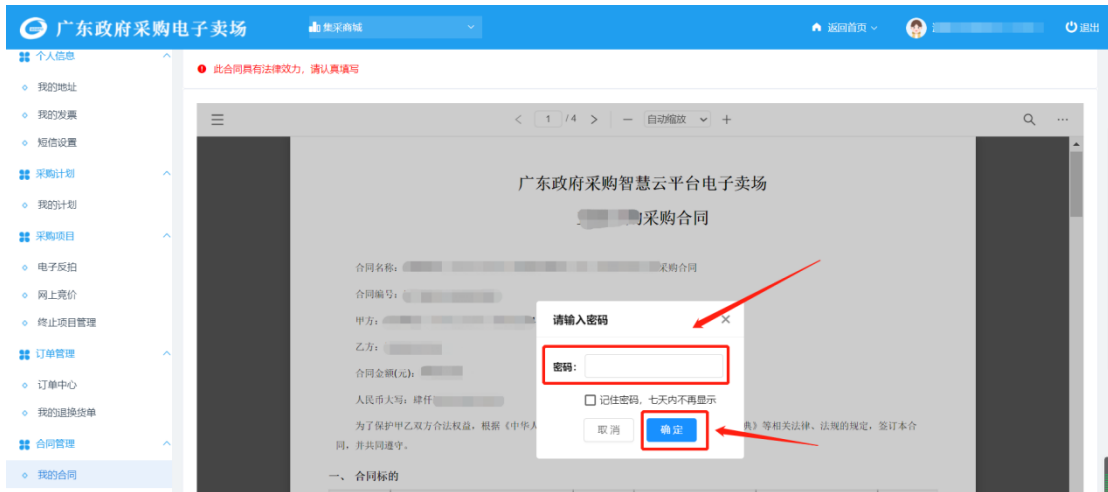 广东政府采购电子卖场
集采商城
返回首页
退出
个人信息
我的地址
我的发票
短信设置
采购计划
我的计划
采购项目
电子反拍
网上竞价
终止项目管理
订单管理
订单中心
我的退换货单
合同管理
我的合同
此合同具有法律效力，请认真填写
1 /4
自动缩放
广东政府采购智慧云平台电子卖场
采购合同
合同名称： 采购合同
合同编号：
甲方：
乙方：
合同金额(元)：
人民币大写：肆仟
为了保护甲乙双方合法权益，根据《中华人 典》等相关法律、法规的规定，签订本合
同，并共同遵守。
一、 合同标的
请输入密码
密码：
记住密码，七天内不再显示
取消
确定